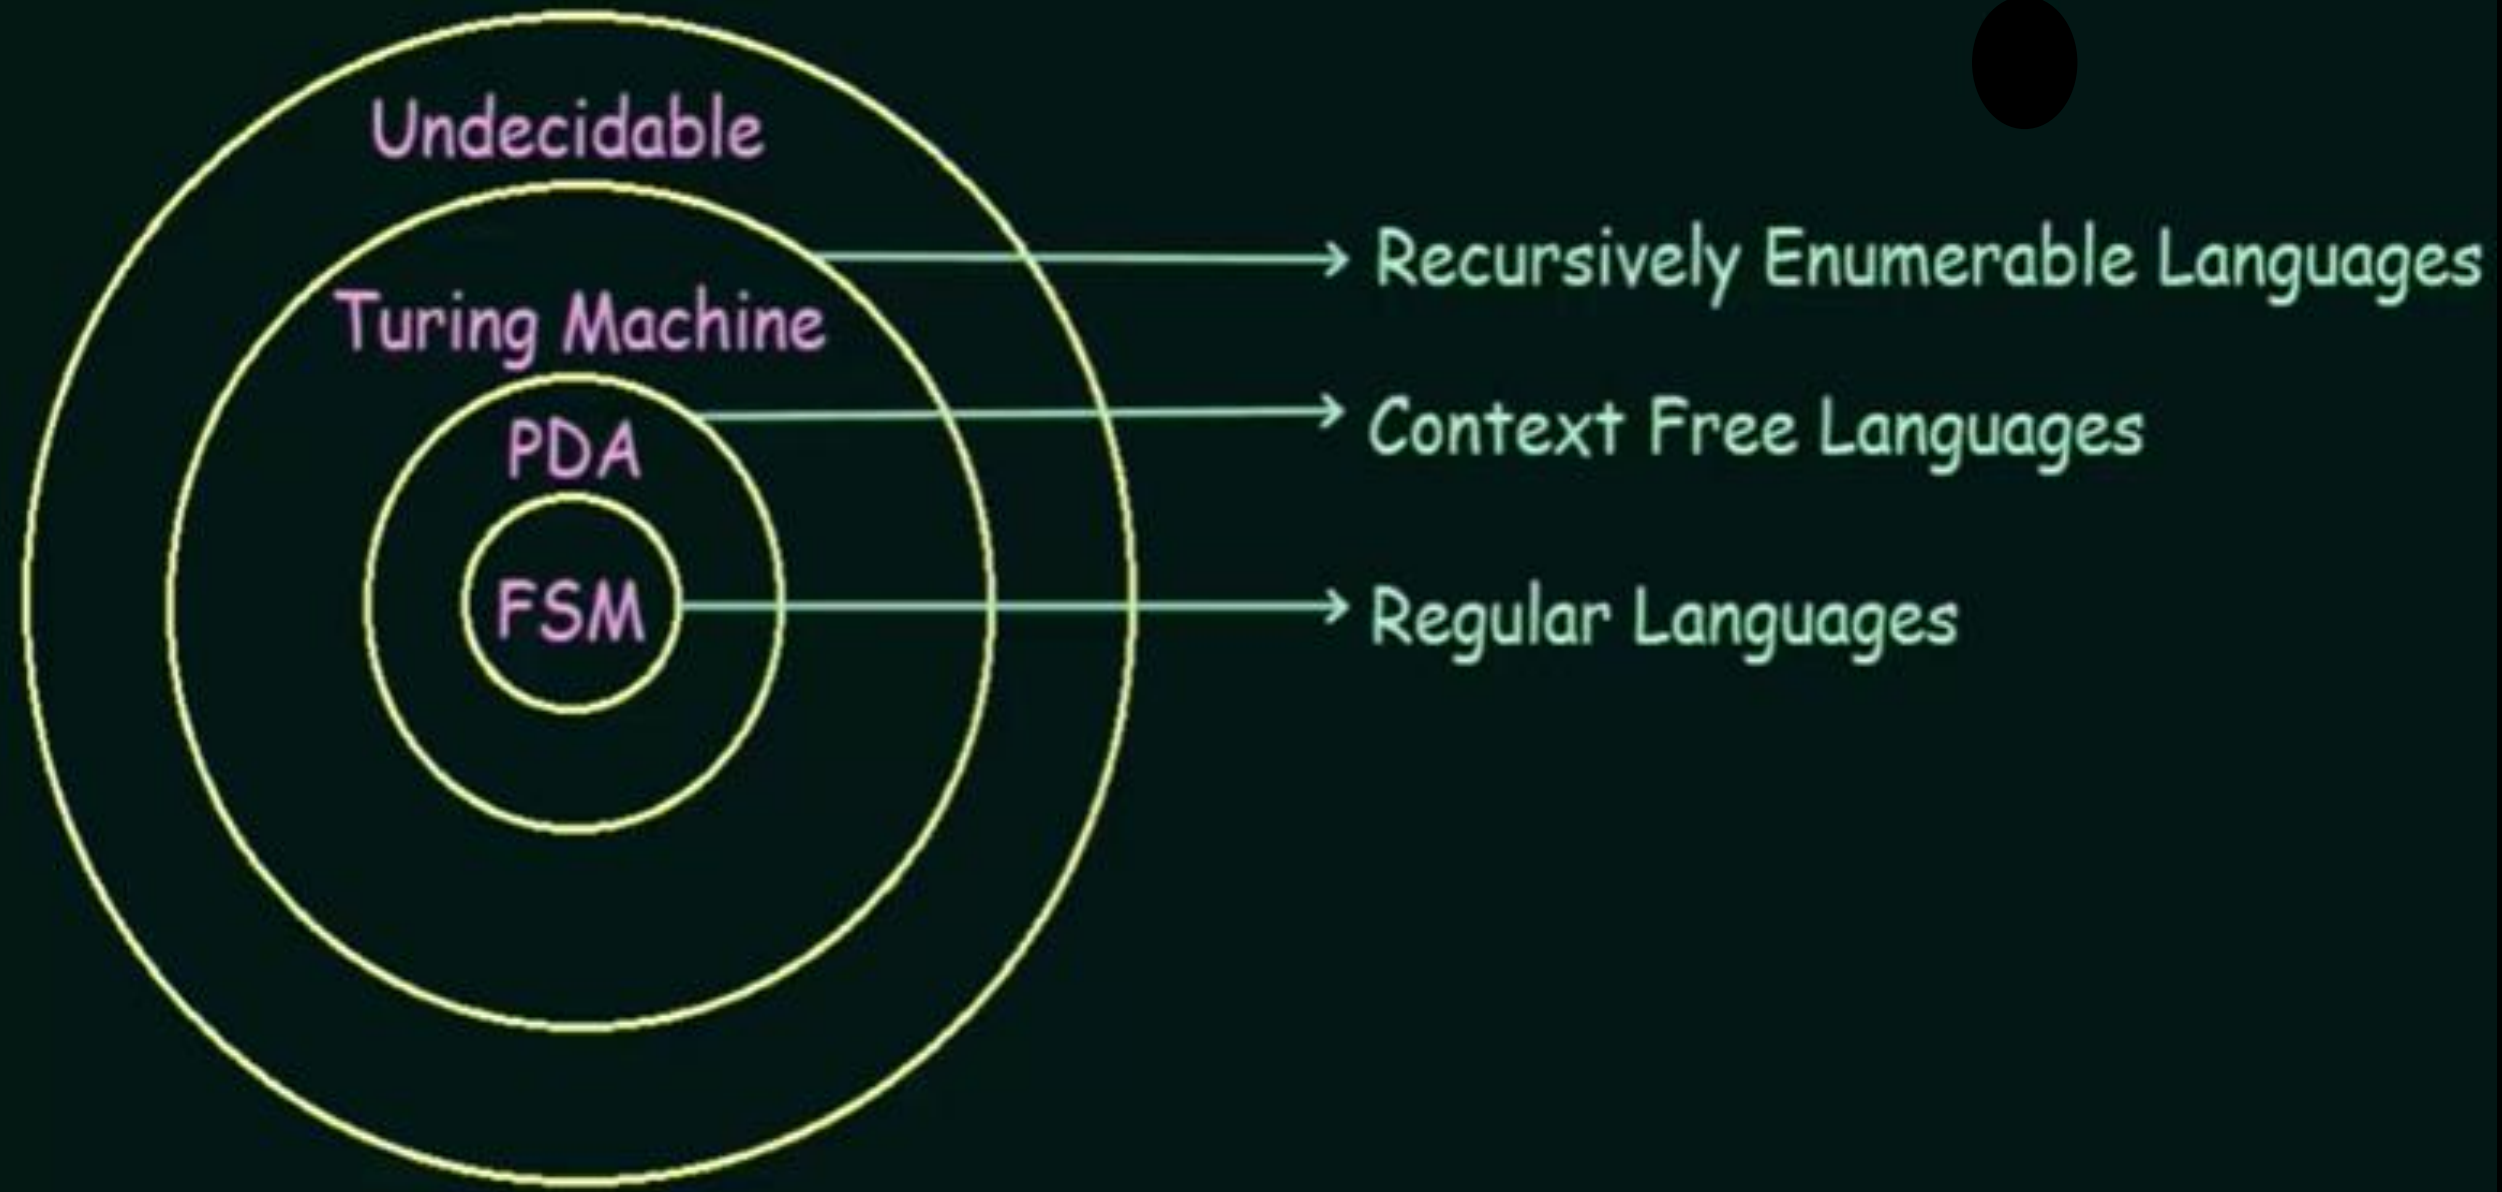 Undecidable
Recursively Enumerable Languages
Turing Machine
Context Free Languages
PDA
FSM
Regular Languages